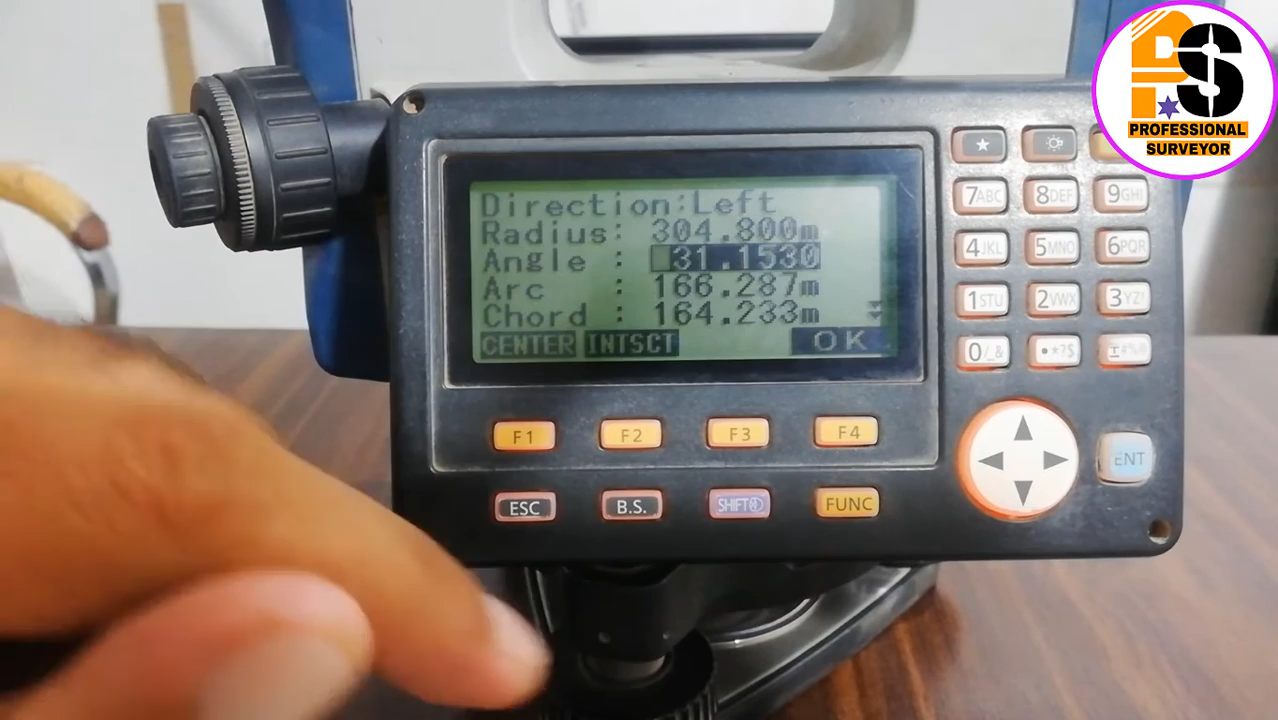 PS
PROFESSIONAL
SURVEYOR
Direction:Left
Radius: 304.800m
Angle : 31.1530
Arc : 166.287m
Chord : 164.233m
CENTER INTSCT OK
★
7ABC 8DEF 9GHI
4JKL 5MNO 6PQR
1STU 2VWX 3YZ!
0/_& •*?$ ±#%@
F1 F2 F3 F4
ENT
ESC B.S. SHIFT FUNC